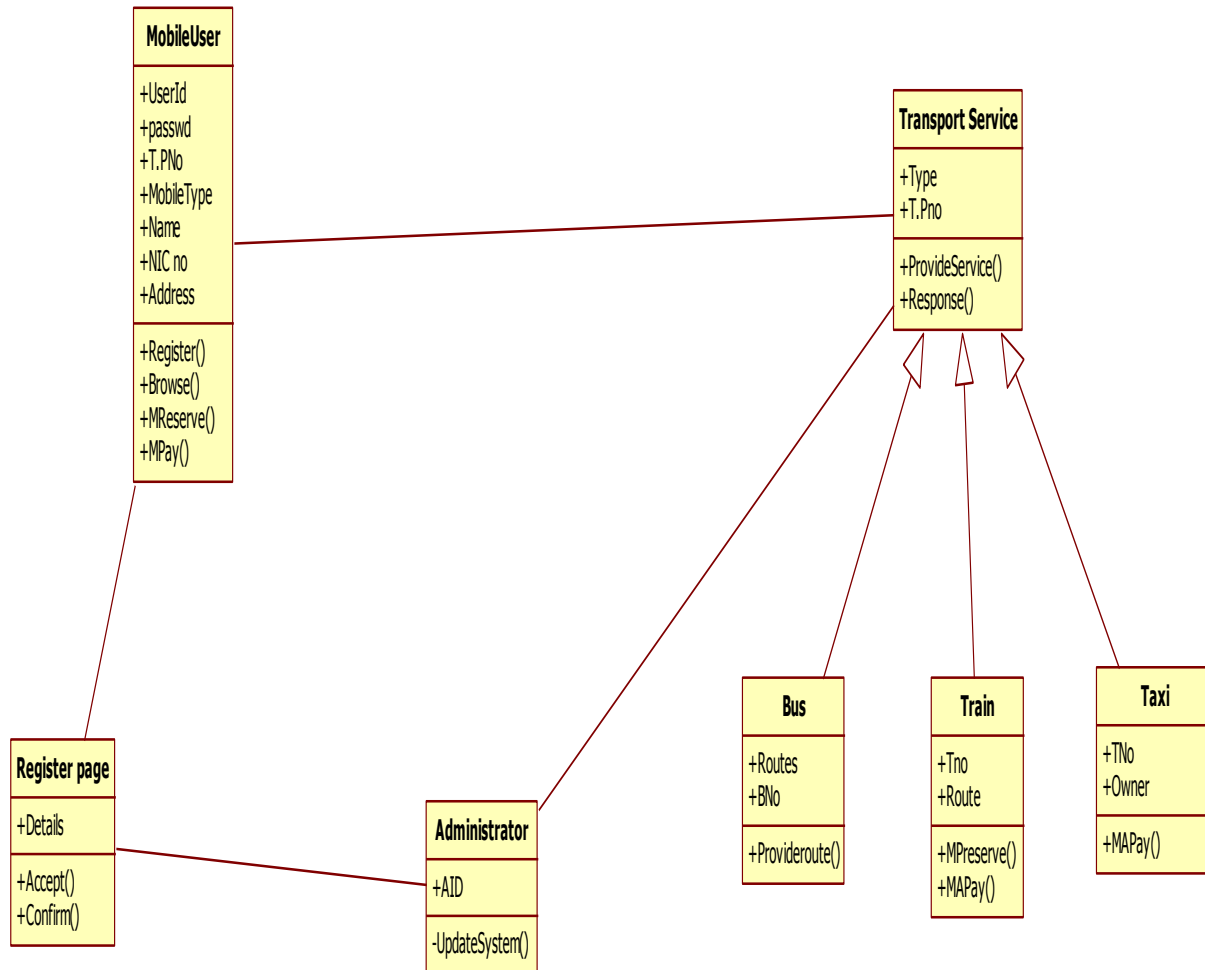 MobileUser
+UserId
+passwd
+T.PNo
+MobileType
+Name
+NIC no
+Address
+Register()
+Browse()
+MReserve()
+MPay()
Transport Service
+Type
+T.Pno
+ProvideService()
+Response()
Register page
+Details
+Accept()
+Confirm()
Administrator
+AID
-UpdateSystem()
Bus
+Routes
+BNo
+Provideroute()
Train
+Tno
+Route
+MPreserve()
+MAPay()
Taxi
+TNo
+Owner
+MAPay()